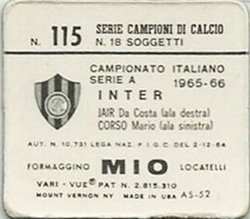 N. 115 SERIE CAMPIONI DI CALCIO
N. 18 SOGGETTI
CAMPIONATO ITALIANO
SERIE A 1965-66
INTER
JAIR Da Costa (ala destra)
CORSO Mario (ala sinistra)
AUT. N. 10.731 LEGA NAZ. F.I.G.C. DEL 2-12-64
FORMAGGINO MIO LOCATELLI
VARI - VUE® PAT N. 2,815,310
MOUNT VERNON NY MADE IN USA AS-52